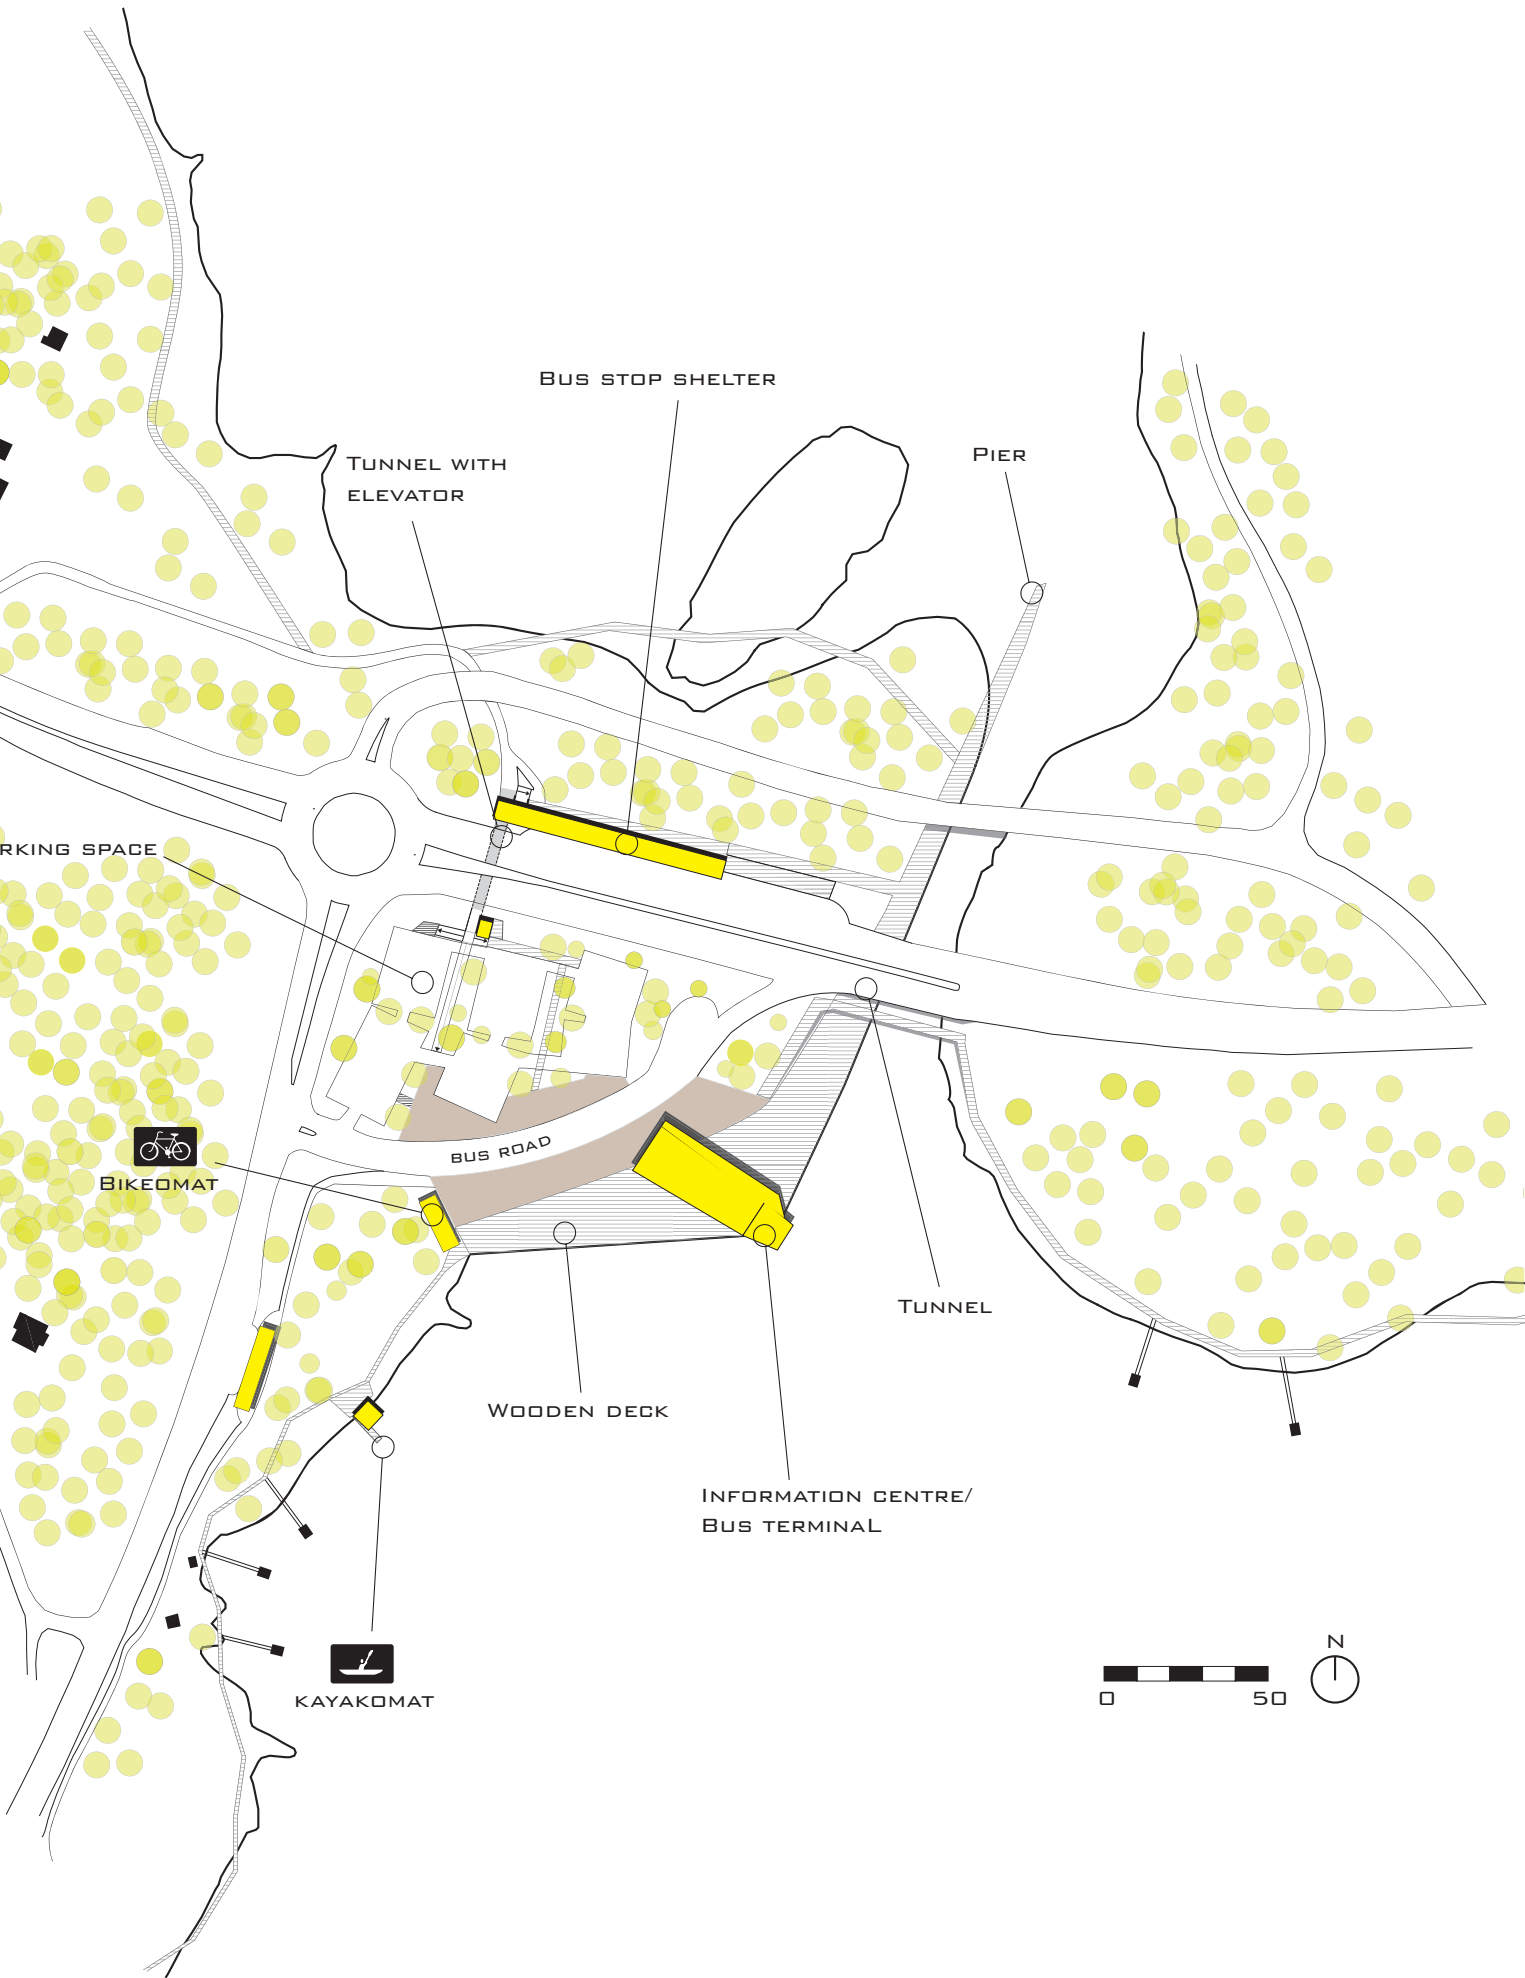 Bus stop shelter
Pier
Tunnel with
elevator
rking space
Bus road
Bikeomat
Tunnel
Wooden deck
Information centre/
Bus terminal
kayakomat
N
0 50